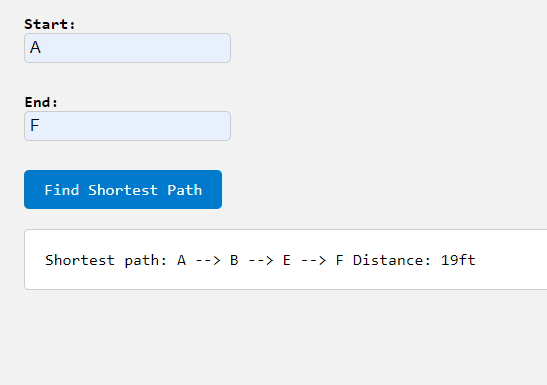 Start:
A
End:
F
Find Shortest Path
Shortest path: A --> B --> E --> F Distance: 19ft